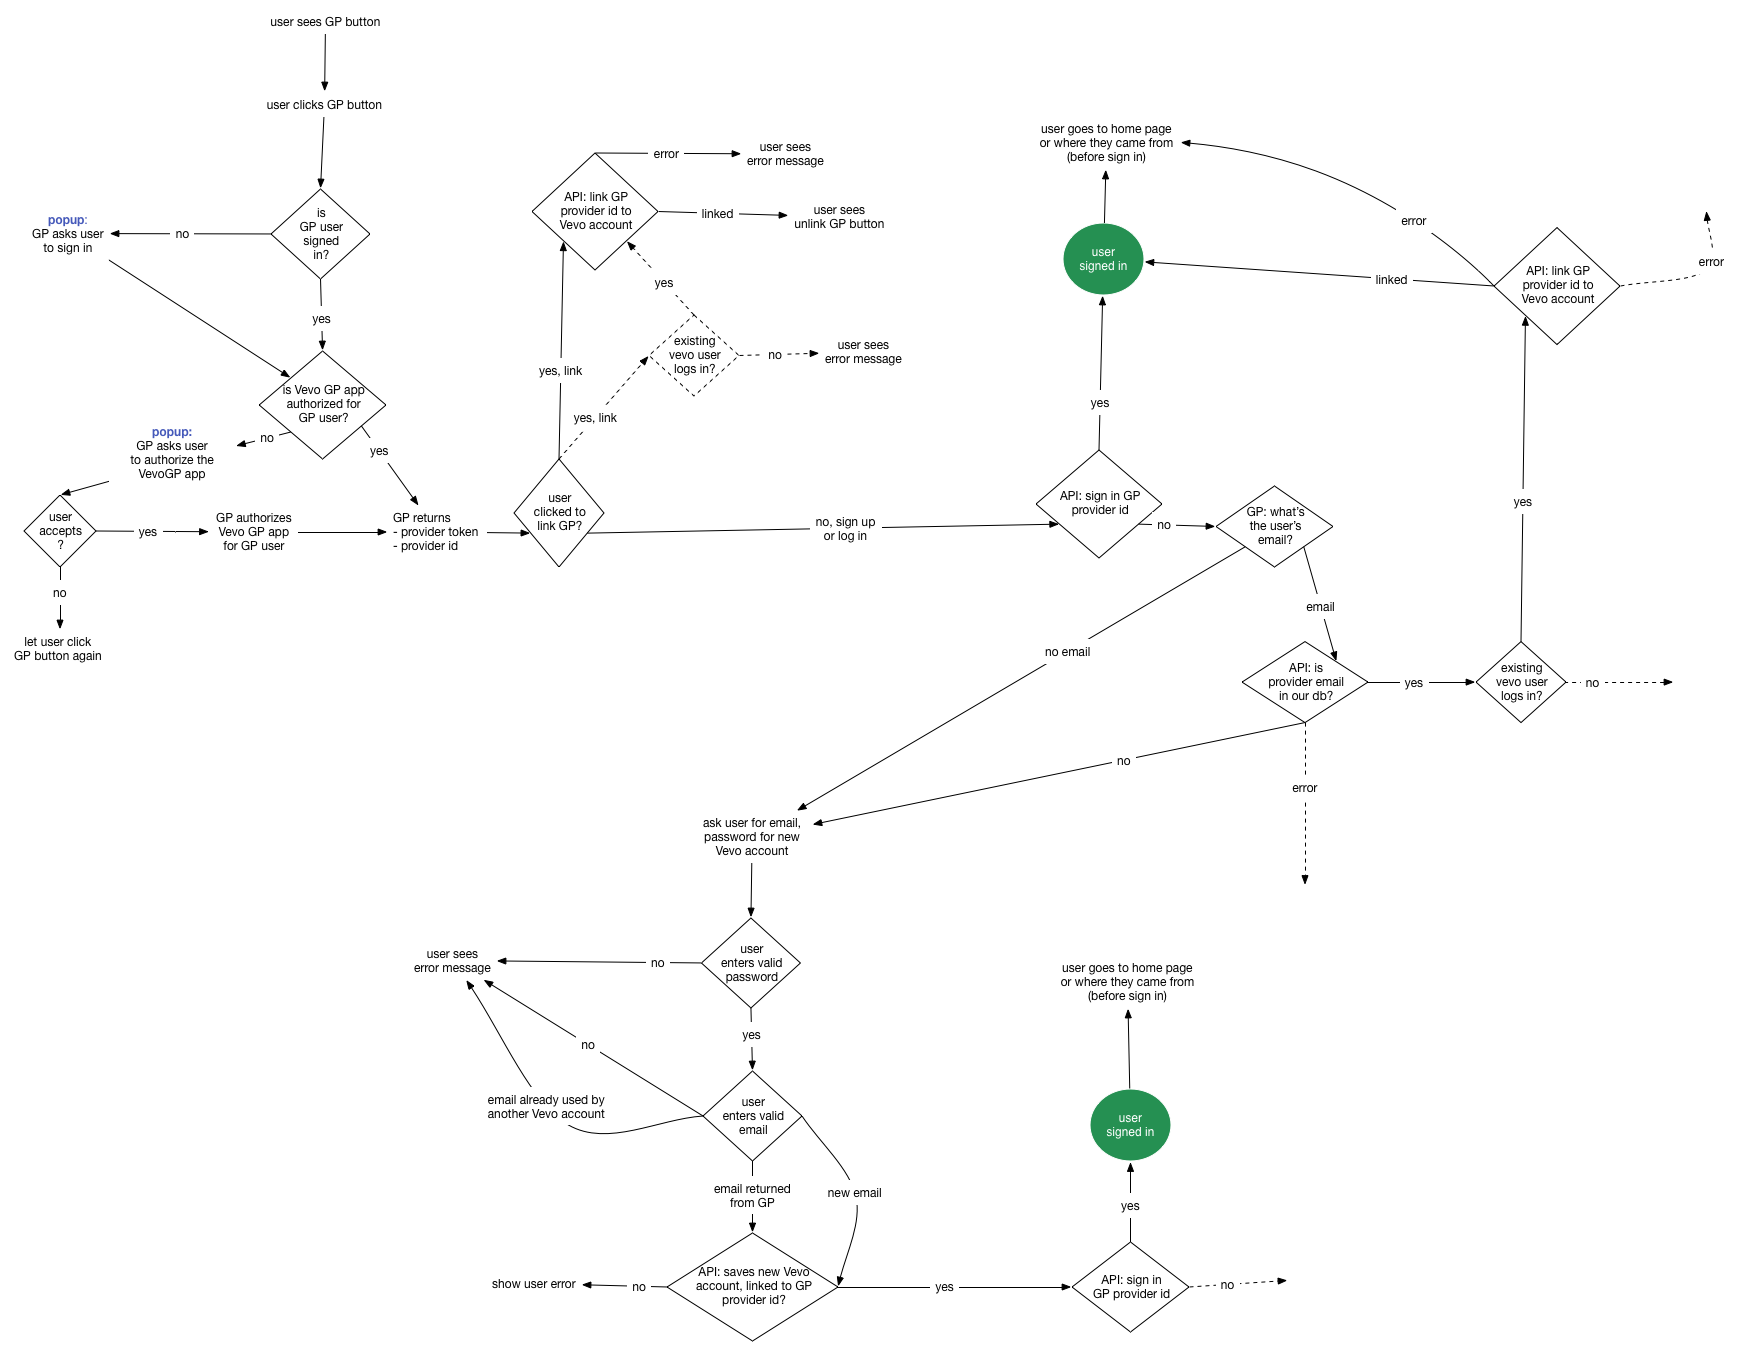 user sees GP button
user clicks GP button
is
GP user
signed
in?
no
popup:
GP asks user
to sign in
yes
is Vevo GP app
authorized for
GP user?
no
popup:
GP asks user
to authorize the
VevoGP app
yes
user
accepts
?
yes
GP authorizes
Vevo GP app
for GP user
no
let user click
GP button again
GP returns
- provider token
- provider id
user
clicked to
link GP?
yes, link
yes, link
API: link GP
provider id to
Vevo account
error
user sees
error message
linked
user sees
unlink GP button
yes
existing
vevo user
logs in?
no
user sees
error message
no, sign up
or log in
API: sign in GP
provider id
yes
user
signed in
user goes to home page
or where they came from
(before sign in)
no
GP: what's
the user's
email?
no email
email
API: is
provider email
in our db?
yes
existing
vevo user
logs in?
no
yes
API: link GP
provider id to
Vevo account
linked
error
error
no
error
ask user for email,
password for new
Vevo account
user
enters valid
password
no
user sees
error message
yes
user
enters valid
email
no
email already used by
another Vevo account
email returned
from GP
new email
API: saves new Vevo
account, linked to GP
provider id?
no
show user error
yes
API: sign in
GP provider id
no
yes
user
signed in
user goes to home page
or where they came from
(before sign in)